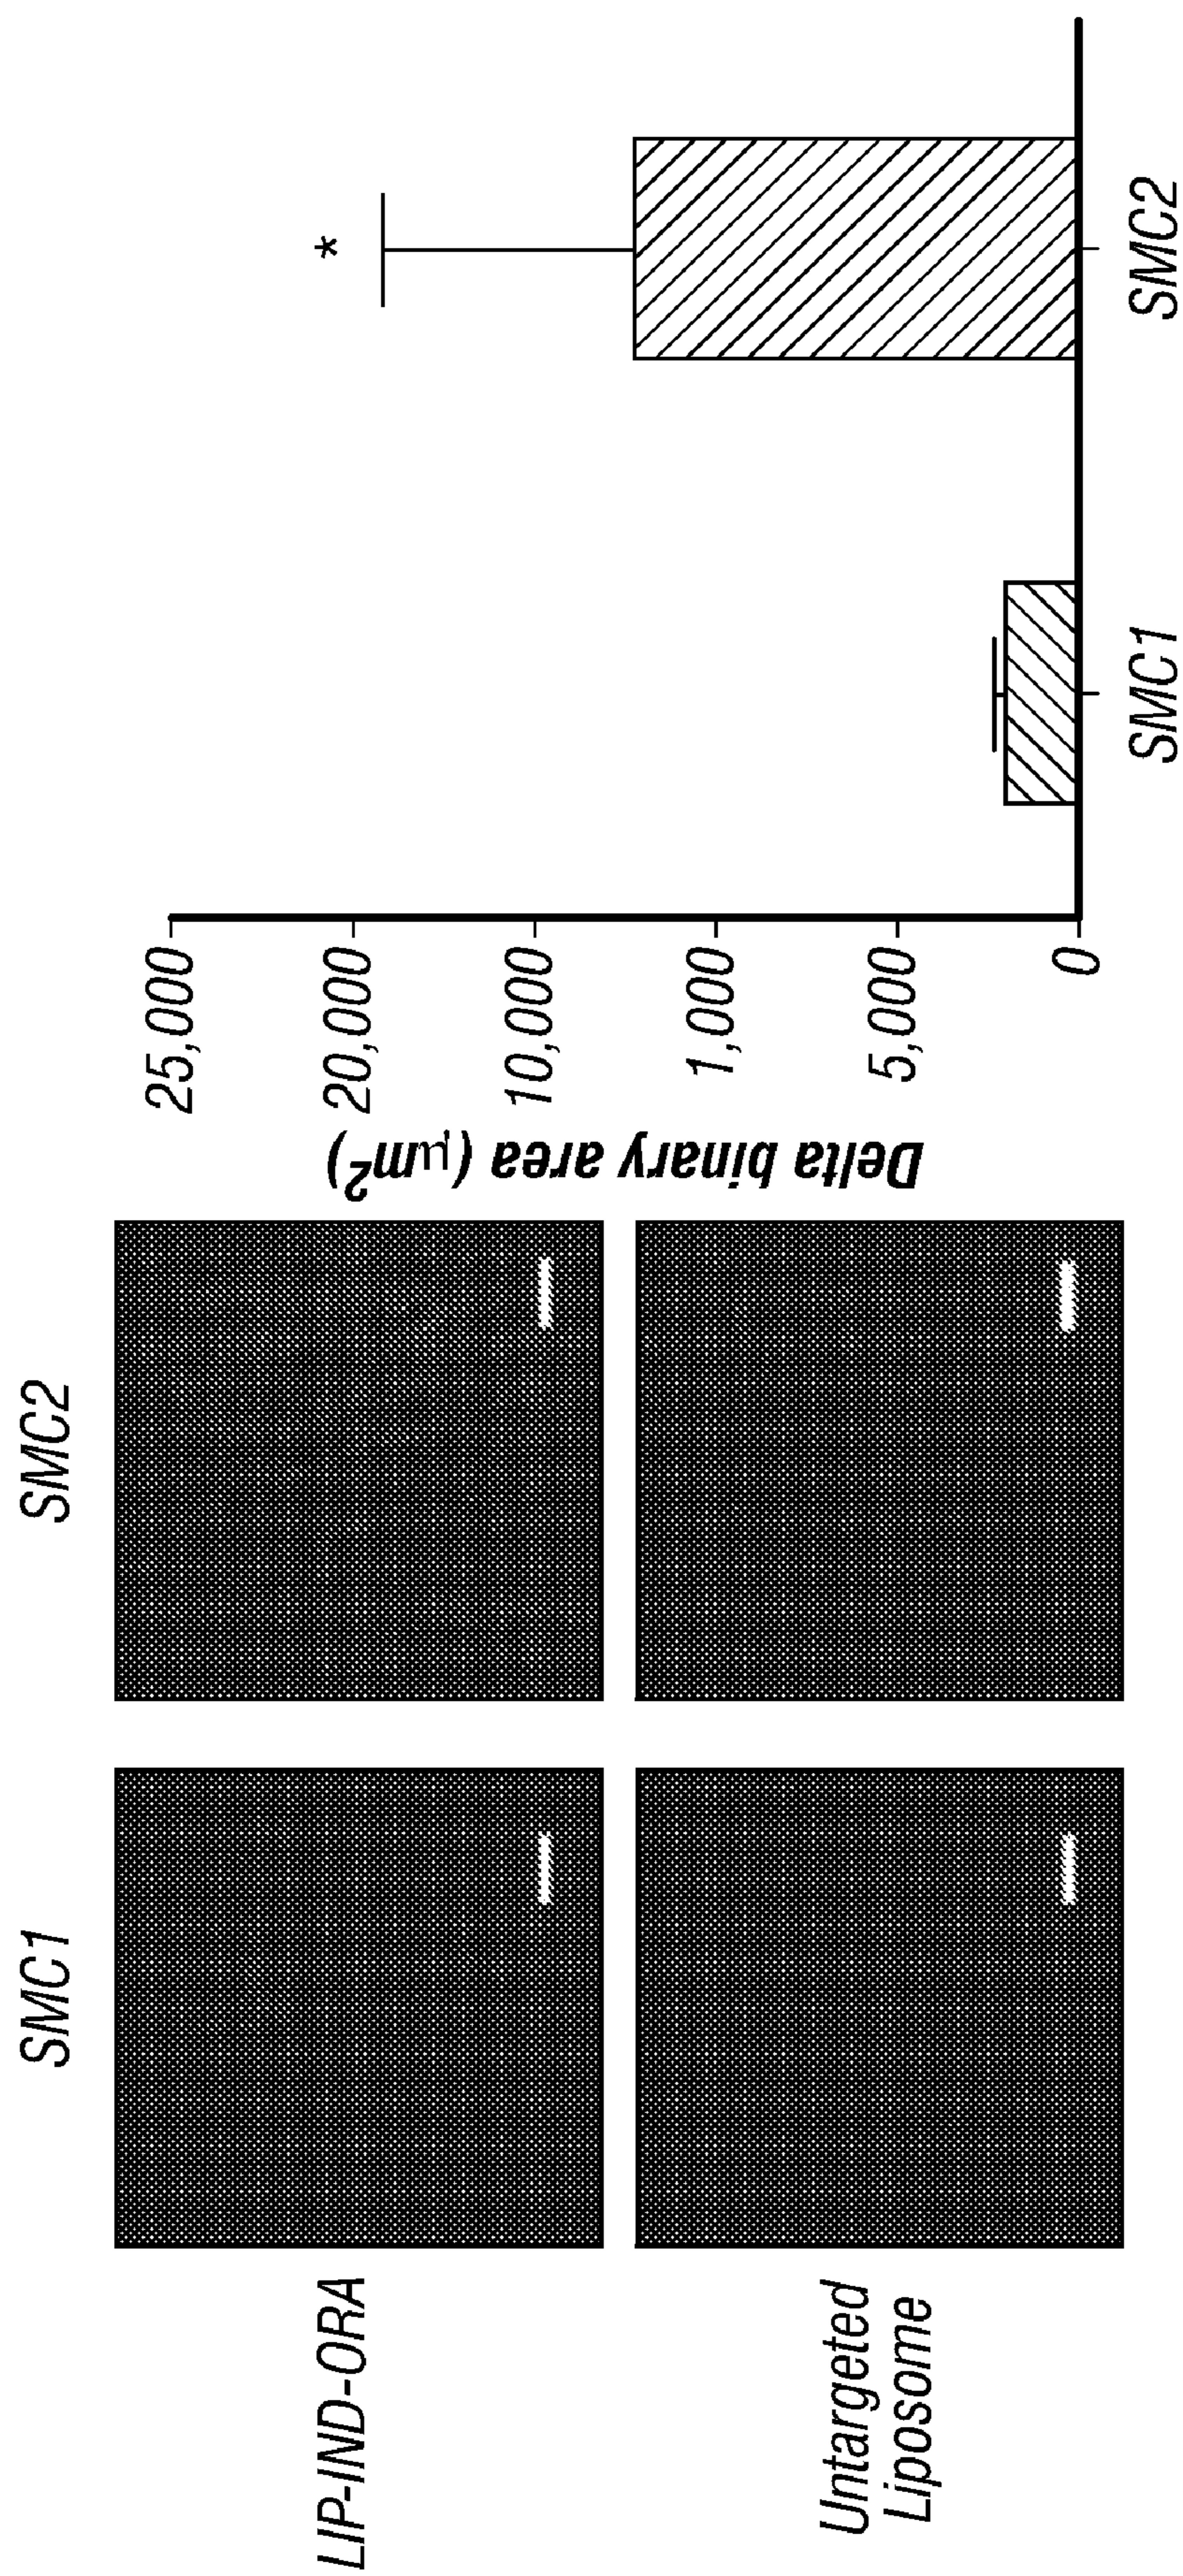 SMC1
SMC2
LIP-IND-ORA
Untargeted
Liposome
Delta binary area (µm²)
25,000
20,000
10,000
1,000
5,000
0
*
SMC1
SMC2